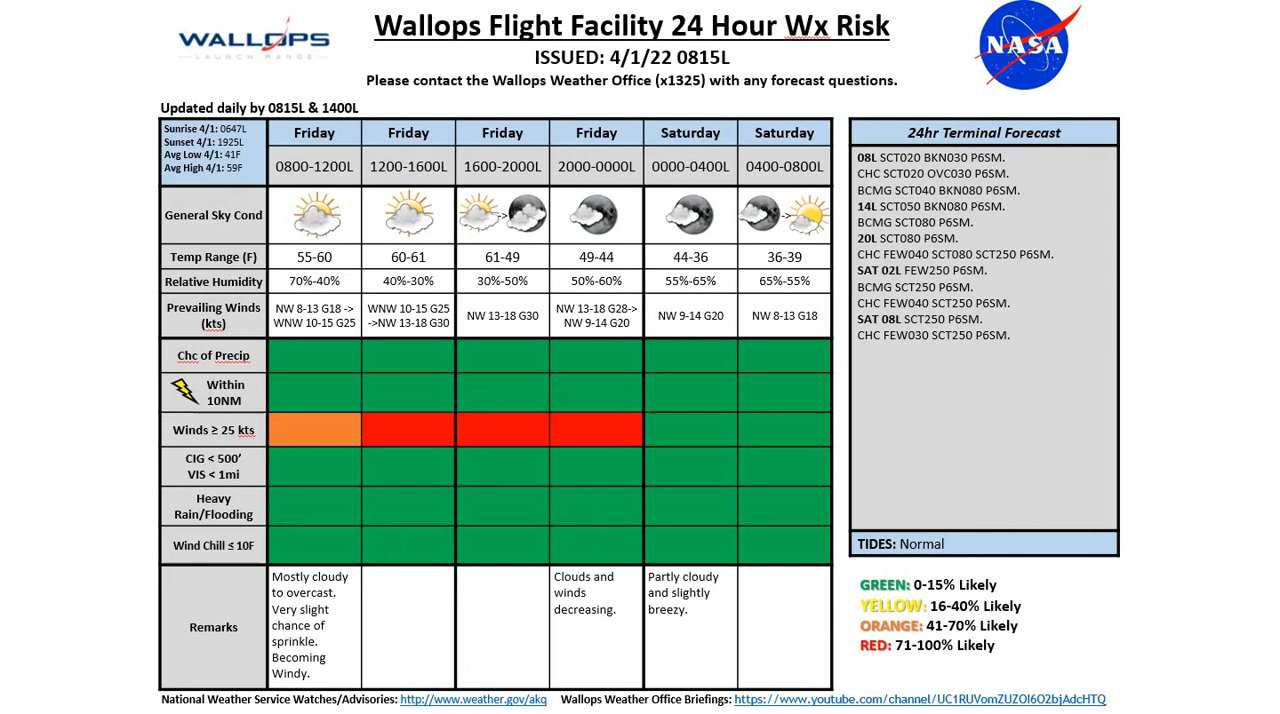 WALLOPS
LAUNCH RANGE
Wallops Flight Facility 24 Hour Wx Risk
ISSUED: 4/1/22 0815L
Please contact the Wallops Weather Office (x1325) with any forecast questions.
NASA
Updated daily by 0815L & 1400L
Sunrise 4/1: 0647L
Sunset 4/1: 1925L
Avg Low 4/1: 41F
Avg High 4/1: 59F
Friday Friday Friday Friday Saturday Saturday
0800-1200L 1200-1600L 1600-2000L 2000-0000L 0000-0400L 0400-0800L
General Sky Cond -> ->
Temp Range (F) 55-60 60-61 61-49 49-44 44-36 36-39
Relative Humidity 70%-40% 40%-30% 30%-50% 50%-60% 55%-65% 65%-55%
Prevailing Winds (kts)
NW 8-13 G18 ->
WNW 10-15 G25
WNW 10-15 G25
->NW 13-18 G30
NW 13-18 G30
NW 13-18 G28->
NW 9-14 G20
NW 9-14 G20
NW 8-13 G18
Chc of Precip
Within
10NM
Winds ≥ 25 kts
CIG < 500’
VIS < 1mi
Heavy
Rain/Flooding
Wind Chill ≤ 10F
Remarks
Mostly cloudy
to overcast.
Very slight
chance of
sprinkle.
Becoming
Windy.
Clouds and
winds
decreasing.
Partly cloudy
and slightly
breezy.
24hr Terminal Forecast
08L SCT020 BKN030 P6SM.
CHC SCT020 OVC030 P6SM.
BCMG SCT040 BKN080 P6SM.
14L SCT050 BKN080 P6SM.
BCMG SCT080 P6SM.
20L SCT080 P6SM.
CHC FEW040 SCT080 SCT250 P6SM.
SAT 02L FEW250 P6SM.
BCMG SCT250 P6SM.
CHC FEW040 SCT250 P6SM.
SAT 08L SCT250 P6SM.
CHC FEW030 SCT250 P6SM.
TIDES: Normal
GREEN: 0-15% Likely
YELLOW: 16-40% Likely
ORANGE: 41-70% Likely
RED: 71-100% Likely
National Weather Service Watches/Advisories: http://www.weather.gov/akq Wallops Weather Office Briefings: https://www.youtube.com/channel/UC1RUVomZUZOl6O2bjAdcHTQ